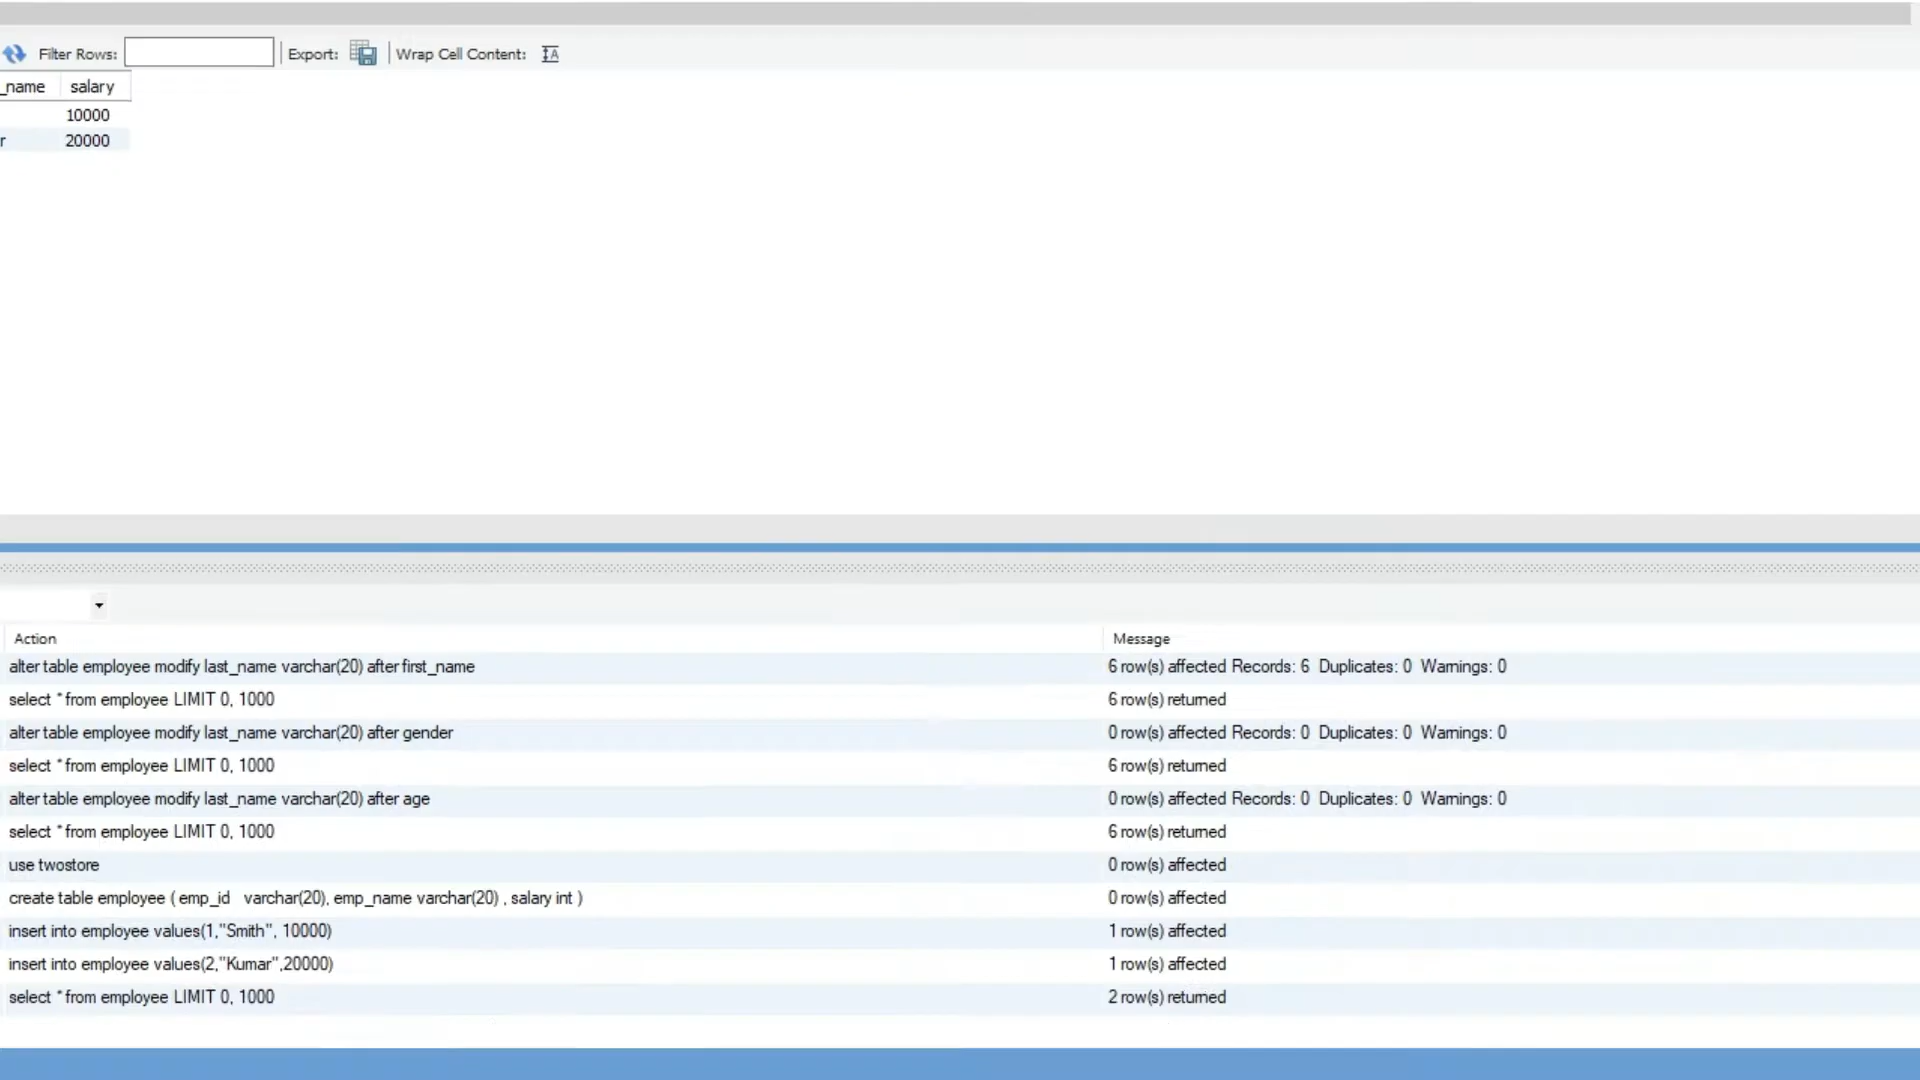 Filter Rows: Export: Wrap Cell Content:
_name salary
10000
r 20000
Action Message
alter table employee modify last_name varchar(20) after first_name 6 row(s) affected Records: 6 Duplicates: 0 Warnings: 0
select * from employee LIMIT 0, 1000 6 row(s) returned
alter table employee modify last_name varchar(20) after gender 0 row(s) affected Records: 0 Duplicates: 0 Warnings: 0
select * from employee LIMIT 0, 1000 6 row(s) returned
alter table employee modify last_name varchar(20) after age 0 row(s) affected Records: 0 Duplicates: 0 Warnings: 0
select * from employee LIMIT 0, 1000 6 row(s) returned
use twostore 0 row(s) affected
create table employee ( emp_id varchar(20), emp_name varchar(20) , salary int ) 0 row(s) affected
insert into employee values(1,"Smith", 10000) 1 row(s) affected
insert into employee values(2,"Kumar",20000) 1 row(s) affected
select * from employee LIMIT 0, 1000 2 row(s) returned